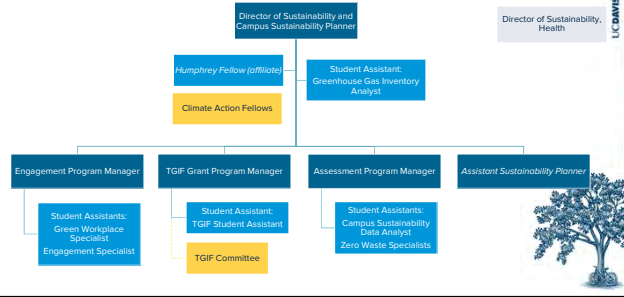 Director of Sustainability and
Campus Sustainability Planner
Director of Sustainability,
Health
UCDAVIS
Humphrey Fellow (affiliate)
Student Assistant:
Greenhouse Gas Inventory
Analyst
Climate Action Fellows
Engagement Program Manager
TGIF Grant Program Manager
Assessment Program Manager
Assistant Sustainability Planner
Student Assistants:
Green Workplace
Specialist
Engagement Specialist
Student Assistant:
TGIF Student Assistant
TGIF Committee
Student Assistants:
Campus Sustainability
Data Analyst
Zero Waste Specialists